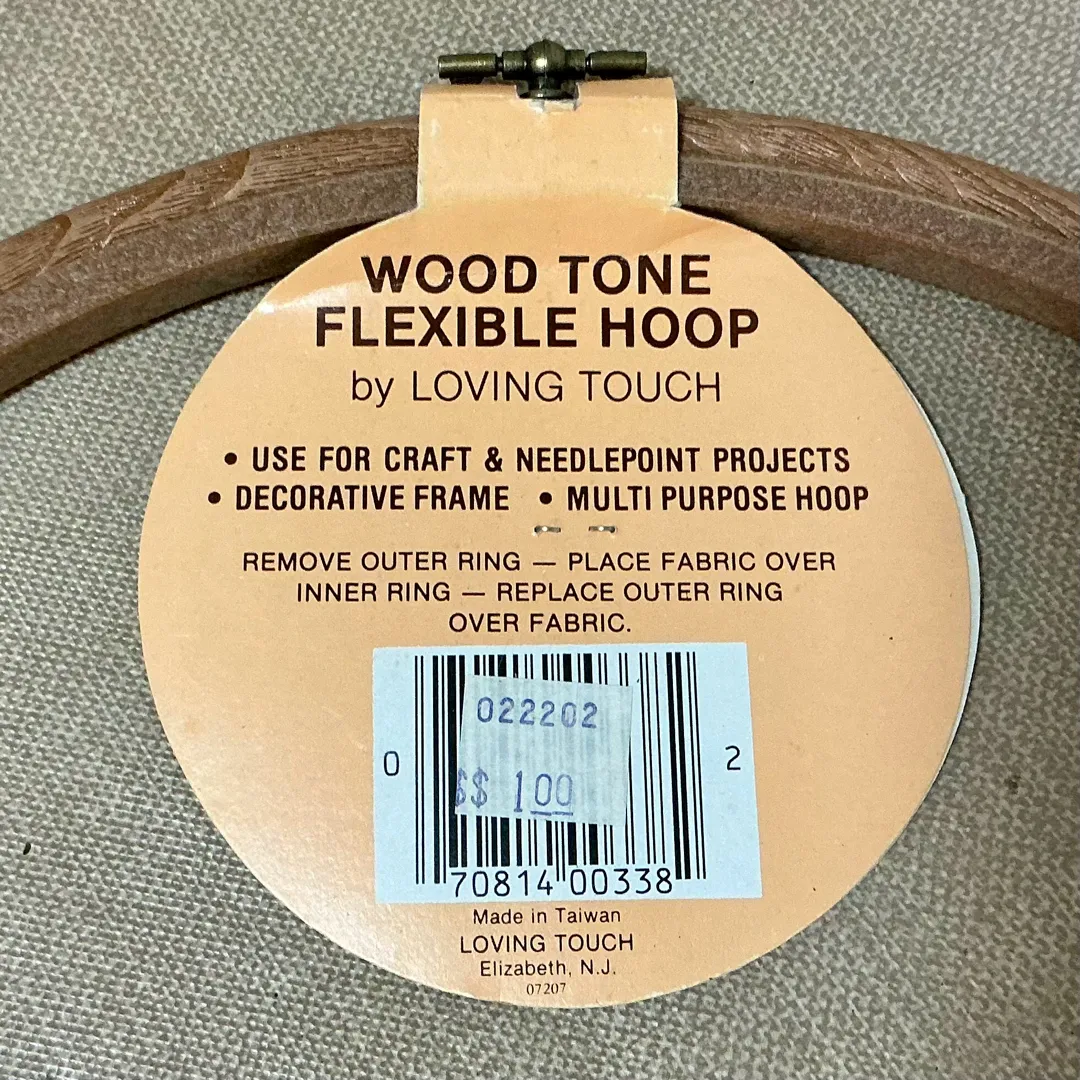 WOOD TONE
FLEXIBLE HOOP
by LOVING TOUCH
• USE FOR CRAFT & NEEDLEPOINT PROJECTS
• DECORATIVE FRAME • MULTI PURPOSE HOOP
REMOVE OUTER RING — PLACE FABRIC OVER
INNER RING — REPLACE OUTER RING
OVER FABRIC.
022202
$$ 1.00
0 2
70814 00338
Made in Taiwan
LOVING TOUCH
Elizabeth, N.J.
07207